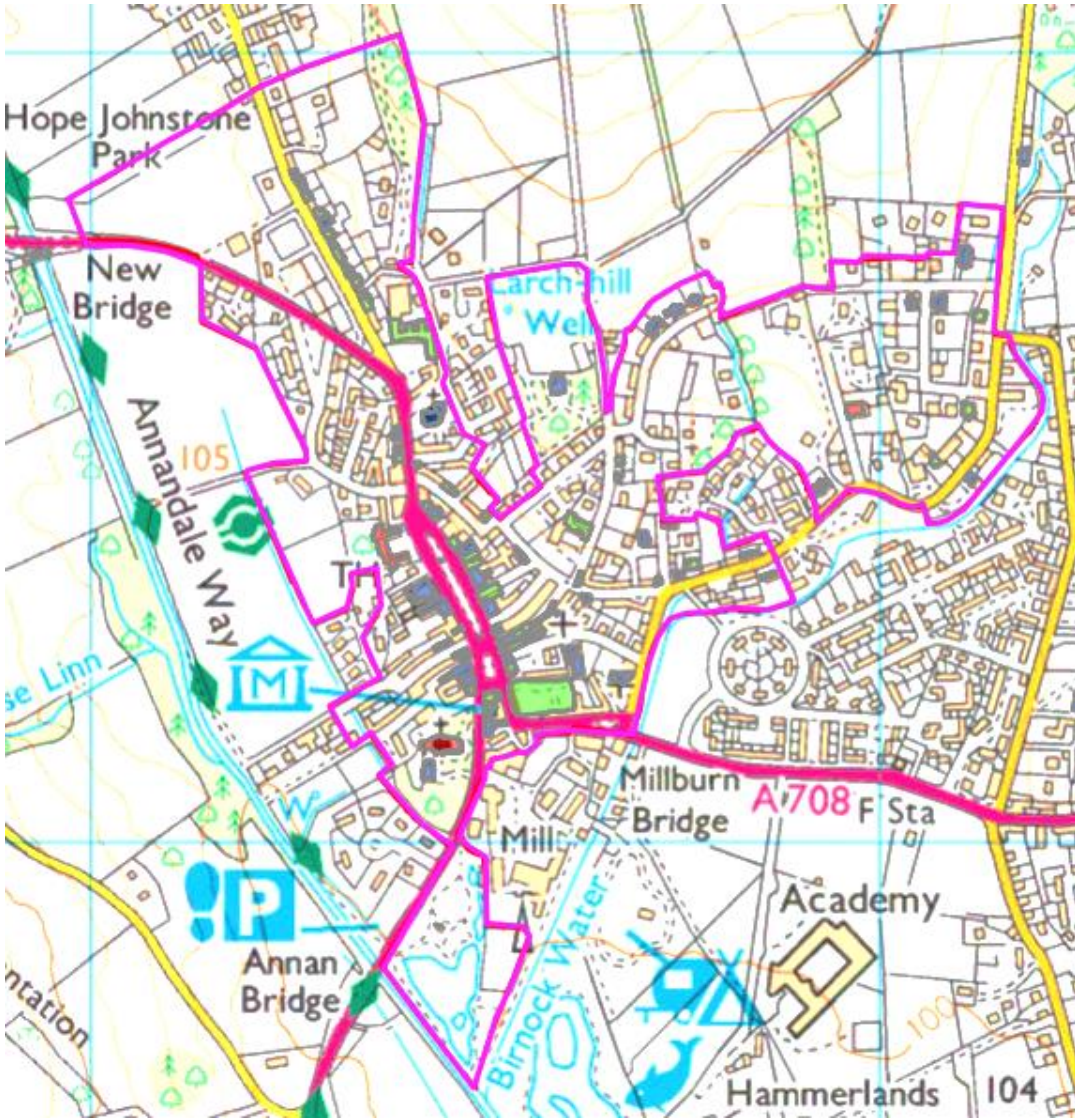 Hope Johnstone
Park
New
Bridge
Larch-hill
Well
Annandale Way
105
M
se Linn
W
P
Annan
Bridge
ntation
Mill
Millburn
Bridge
A 708
F Sta
Academy
Birnock Water
100
Hammerlands
104